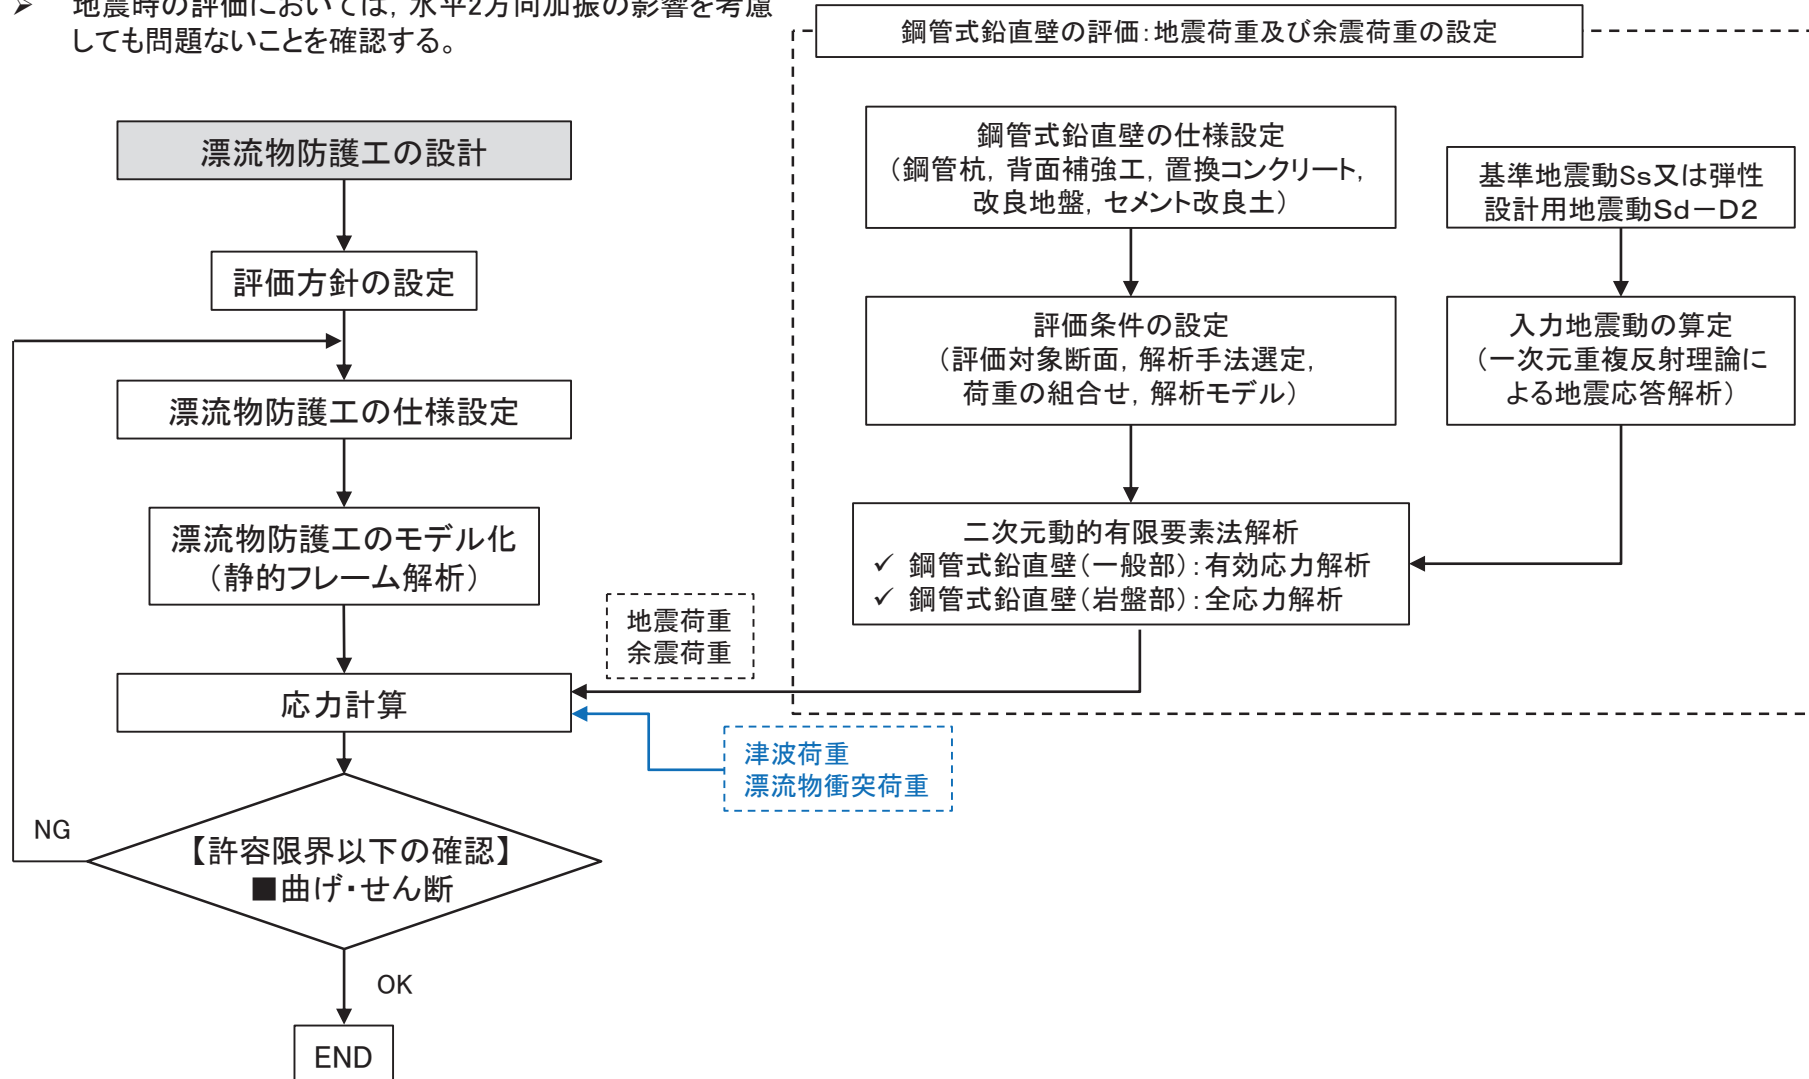 ➢ 地震時の評価においては，水平2方向加振の影響を考慮
しても問題ないことを確認する。
漂流物防護工の設計
評価方針の設定
漂流物防護工の仕様設定
漂流物防護工のモデル化
（静的フレーム解析）
応力計算
【許容限界以下の確認】
■曲げ・せん断
NG
OK
END
地震荷重
余震荷重
津波荷重
漂流物衝突荷重
鋼管式鉛直壁の評価：地震荷重及び余震荷重の設定
鋼管式鉛直壁の仕様設定
（鋼管杭，背面補強工，置換コンクリート，
改良地盤，セメント改良土）
評価条件の設定
（評価対象断面，解析手法選定，
荷重の組合せ，解析モデル）
基準地震動Ss又は弾性
設計用地震動Sd－D2
入力地震動の算定
（一次元重複反射理論に
よる地震応答解析）
二次元動的有限要素法解析
✓ 鋼管式鉛直壁（一般部）：有効応力解析
✓ 鋼管式鉛直壁（岩盤部）：全応力解析